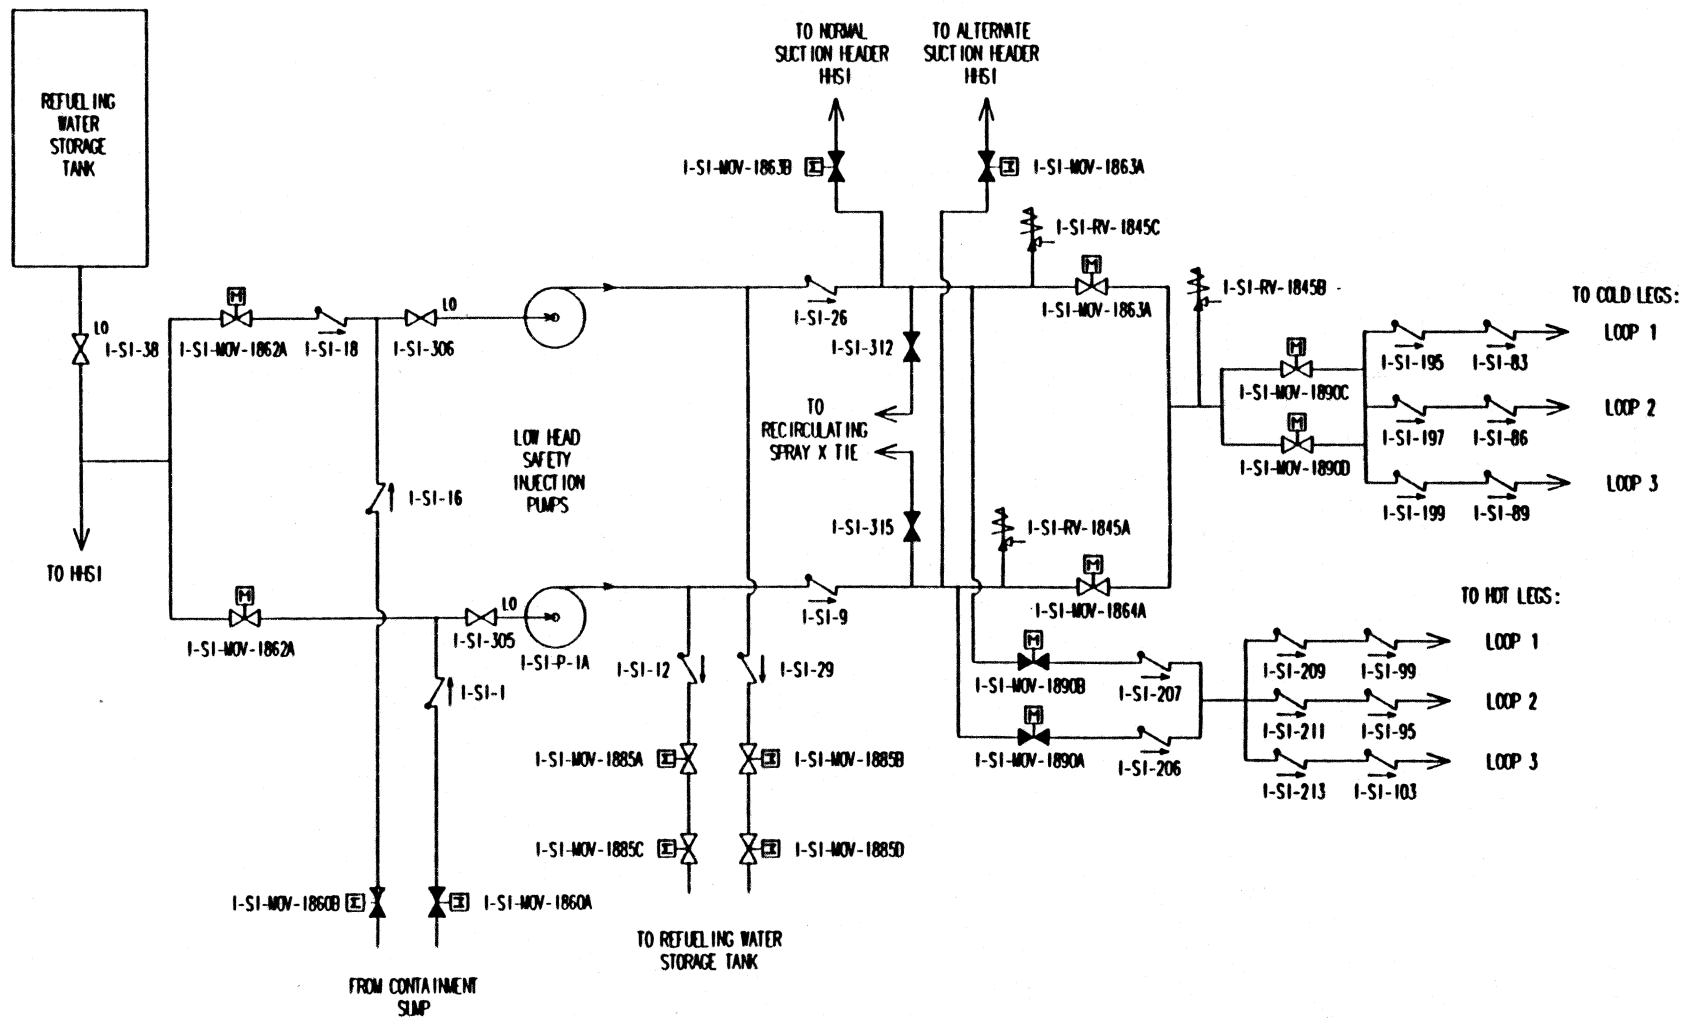 REFUELING
WATER
STORAGE
TANK
TO NORMAL
SUCTION HEADER
HHSI
TO ALTERNATE
SUCTION HEADER
HHSI
1-SI-MOV-1863B
1-SI-MOV-1863A
1-SI-RV-1845C
M
M
1-SI-RV-1845B
TO COLD LEGS:
LO
LO
1-SI-38
1-SI-MOV-1862A
1-SI-18
1-SI-306
1-SI-26
1-SI-MOV-1863A
1-SI-312
M
1-SI-195
1-SI-83
LOOP 1
1-SI-MOV-1890C
TO
RECIRCULATING
SPRAY X TIE
M
1-SI-197
1-SI-86
LOOP 2
1-SI-MOV-1890D
LOW HEAD
SAFETY
INJECTION
PUMPS
1-SI-16
1-SI-199
1-SI-89
LOOP 3
1-SI-315
1-SI-RV-1845A
TO HHSI
M
M
TO HOT LEGS:
LO
1-SI-MOV-1862A
1-SI-305
1-SI-P-1A
1-SI-9
1-SI-MOV-1864A
M
1-SI-12
1-SI-29
1-SI-MOV-1890B
1-SI-207
1-SI-209
1-SI-99
LOOP 1
1-SI-1
M
1-SI-211
1-SI-95
LOOP 2
1-SI-MOV-1885A
1-SI-MOV-1885B
1-SI-MOV-1890A
1-SI-206
LOOP 3
1-SI-213
1-SI-103
1-SI-MOV-1885C
1-SI-MOV-1885D
1-SI-MOV-1860B
1-SI-MOV-1860A
TO REFUELING WATER
STORAGE TANK
FROM CONTAINMENT
SUMP